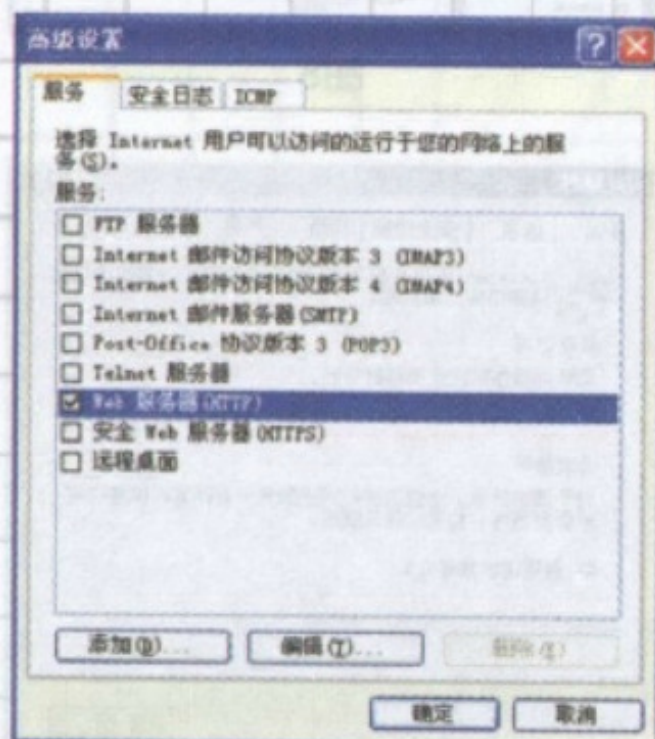 高级设置
服务
安全日志
ICMP
选择 Internet 用户可以访问的运行于您的网络上的服
务(S)。
服务:
FTP 服务器
Internet 邮件访问协议版本 3 (IMAP3)
Internet 邮件访问协议版本 4 (IMAP4)
Internet 邮件服务器(SMTP)
Post-Office 协议版本 3 (POP3)
Telnet 服务器
Web 服务器(HTTP)
安全 Web 服务器(HTTPS)
远程桌面
添加(D)...
编辑(T)...
删除(E)
确定
取消